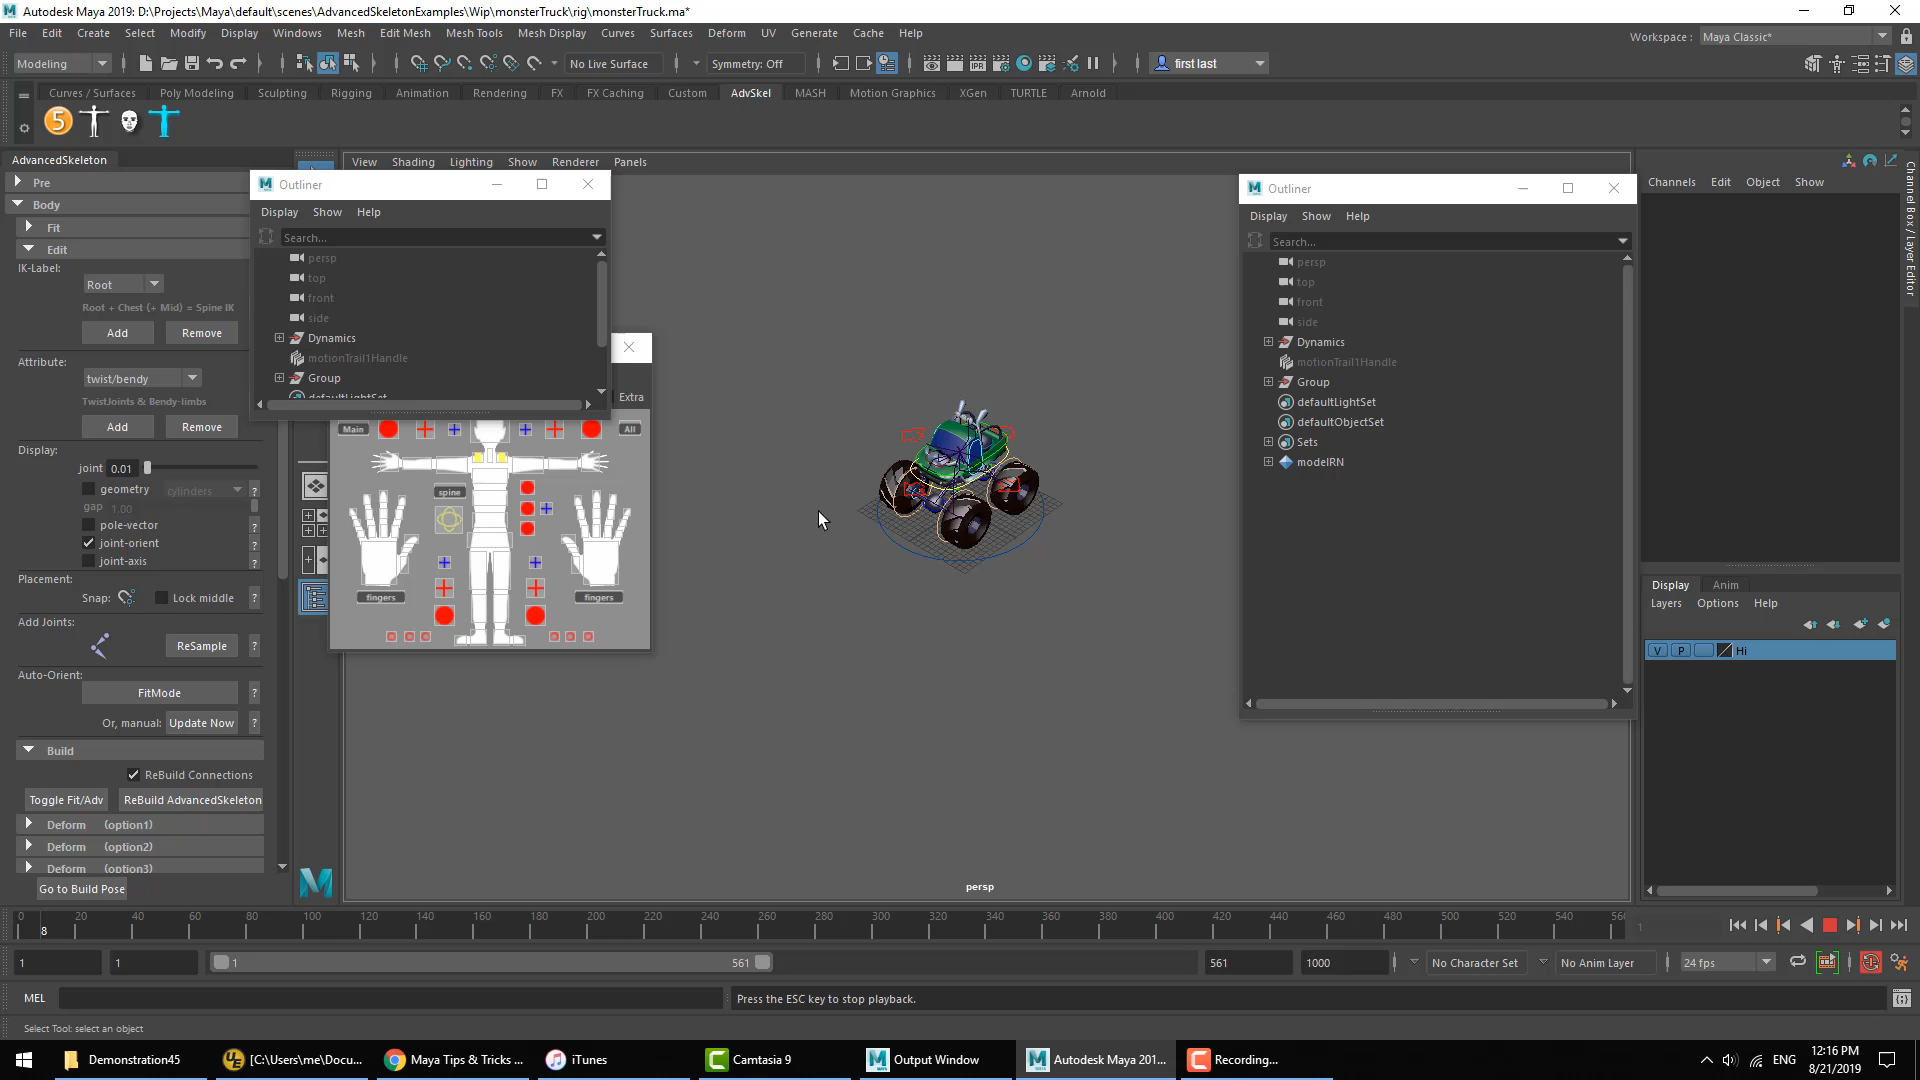 Autodesk Maya 2019: D:\Projects\Maya\default\scenes\AdvancedSkeletonExamples\Wip\monsterTruck\rig\monsterTruck.ma*
File Edit Create Select Modify Display Windows Mesh Edit Mesh Mesh Tools Mesh Display Curves Surfaces Deform UV Generate Cache Help
Workspace : Maya Classic*
Modeling No Live Surface Symmetry: Off first last
Curves / Surfaces Poly Modeling Sculpting Rigging Animation Rendering FX FX Caching Custom AdvSkel MASH Motion Graphics XGen TURTLE Arnold
5
AdvancedSkeleton
View Shading Lighting Show Renderer Panels
Pre
Body
Fit
Edit
IK-Label:
Root
Root + Chest (+ Mid) = Spine IK
Add Remove
Attribute:
twist/bendy
TwistJoints & Bendy-limbs
Add Remove
Display:
joint 0.01
geometry cylinders ?
gap 1.00
pole-vector ?
joint-orient ?
joint-axis ?
Placement:
Snap: Lock middle ?
Add Joints:
ReSample ?
Auto-Orient:
FitMode ?
Or, manual: Update Now ?
Build
ReBuild Connections
Toggle Fit/Adv ReBuild AdvancedSkeleton
Deform (option1)
Deform (option2)
Deform (option3)
Go to Build Pose
Outliner
Display Show Help
Search...
persp
top
front
side
Dynamics
motionTrail1Handle
Group
defaultLightSet
Extra
Main All
spine
fingers fingers
persp
Outliner
Display Show Help
Search...
persp
top
front
side
Dynamics
motionTrail1Handle
Group
defaultLightSet
defaultObjectSet
Sets
modelRN
Channels Edit Object Show
Channel Box / Layer Editor
Display Anim
Layers Options Help
V P Hi
0 20 40 60 80 100 120 140 160 180 200 220 240 260 280 300 320 340 360 380 400 420 440 460 480 500 520 540 56
8
1
1 1 1 561 561 1000 No Character Set No Anim Layer 24 fps
MEL Press the ESC key to stop playback.
Select Tool: select an object
Demonstration45 [C:\Users\me\Docu... Maya Tips & Tricks ... iTunes Camtasia 9 Output Window Autodesk Maya 201... Recording... ENG 12:16 PM
8/21/2019